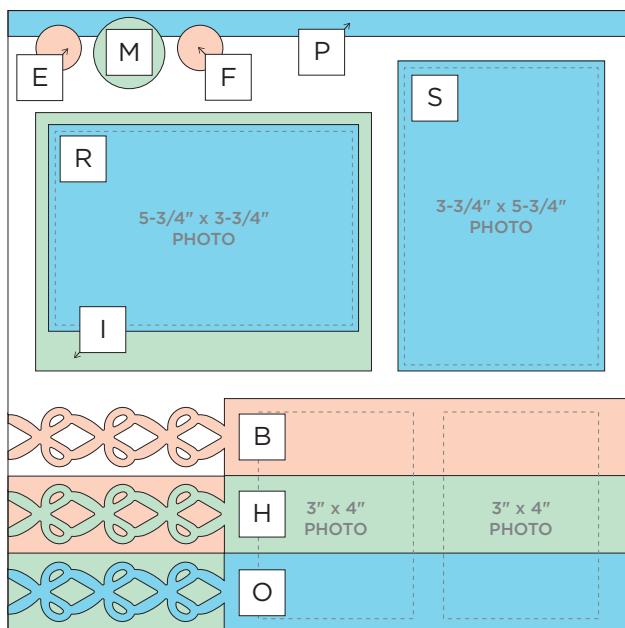 E
M
F
P
S
R
5-3/4" x 3-3/4"
PHOTO
3-3/4" x 5-3/4"
PHOTO
I
B
H
3" x 4"
PHOTO
3" x 4"
PHOTO
O